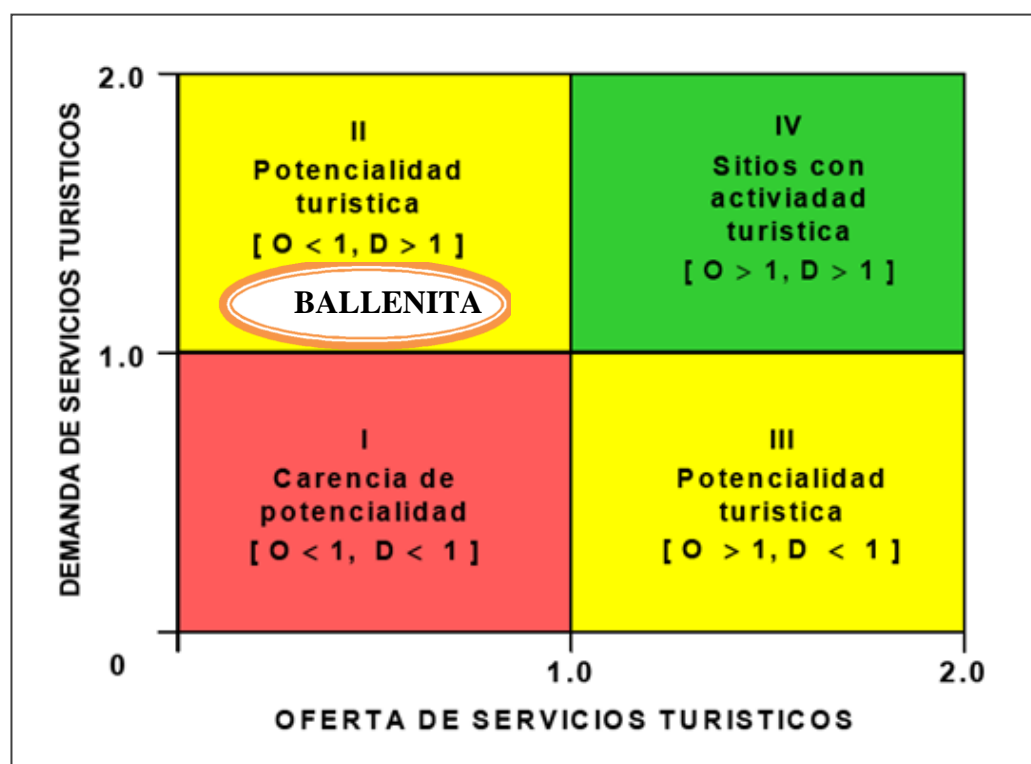 DEMANDA DE SERVICIOS TURISTICOS
2.0
II
Potencialidad
turistica
[ O < 1, D > 1 ]
BALLENITA
IV
Sitios con
activiadad
turistica
[ O > 1, D > 1 ]
1.0
I
Carencia de
potencialidad
[ O < 1, D < 1 ]
III
Potencialidad
turistica
[ O > 1, D < 1 ]
0
1.0
2.0
OFERTA DE SERVICIOS TURISTICOS